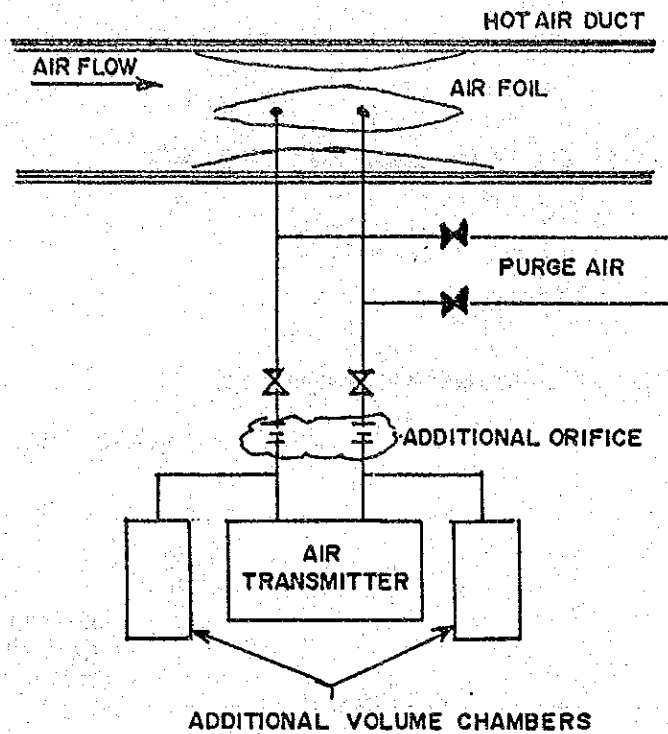 HOT AIR DUCT
AIR FLOW
AIR FOIL
PURGE AIR
ADDITIONAL ORIFICE
AIR
TRANSMITTER
ADDITIONAL VOLUME CHAMBERS